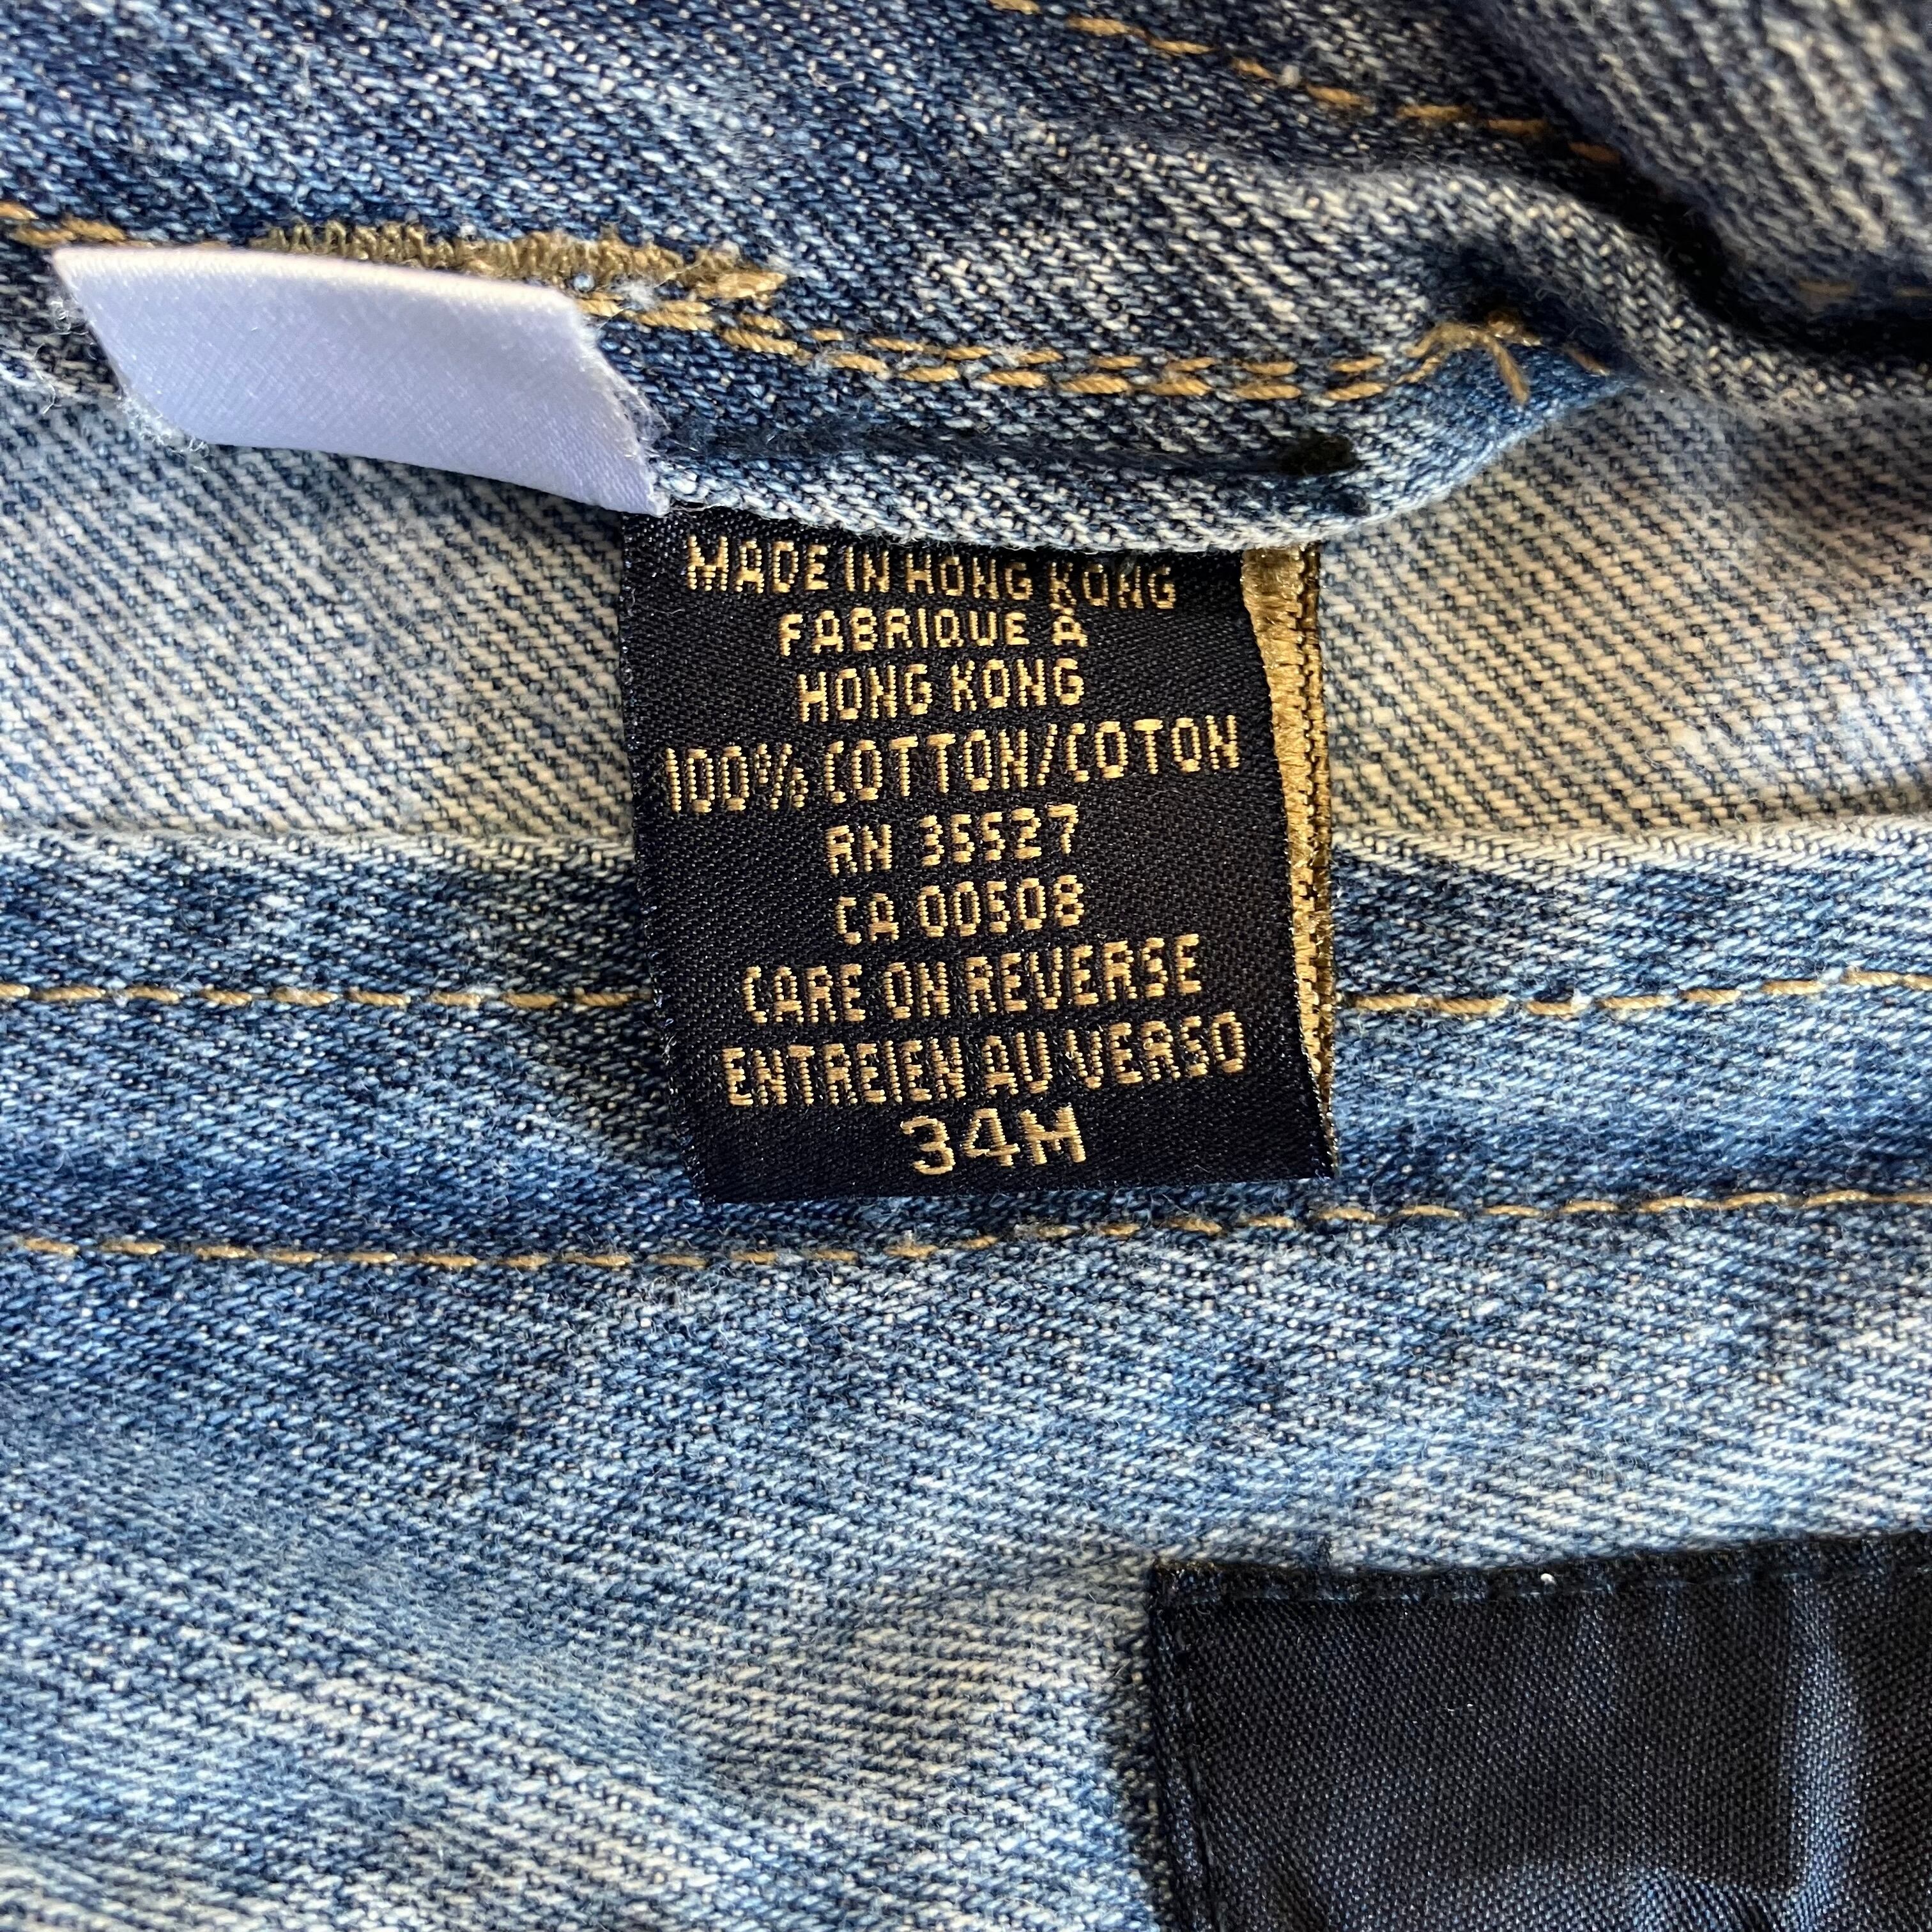 MADE IN HONG KONG
FABRIQUE À
HONG KONG
100% COTTON/COTON
RN 35527
CA 00508
CARE ON REVERSE
ENTREIEN AU VERSO
34M